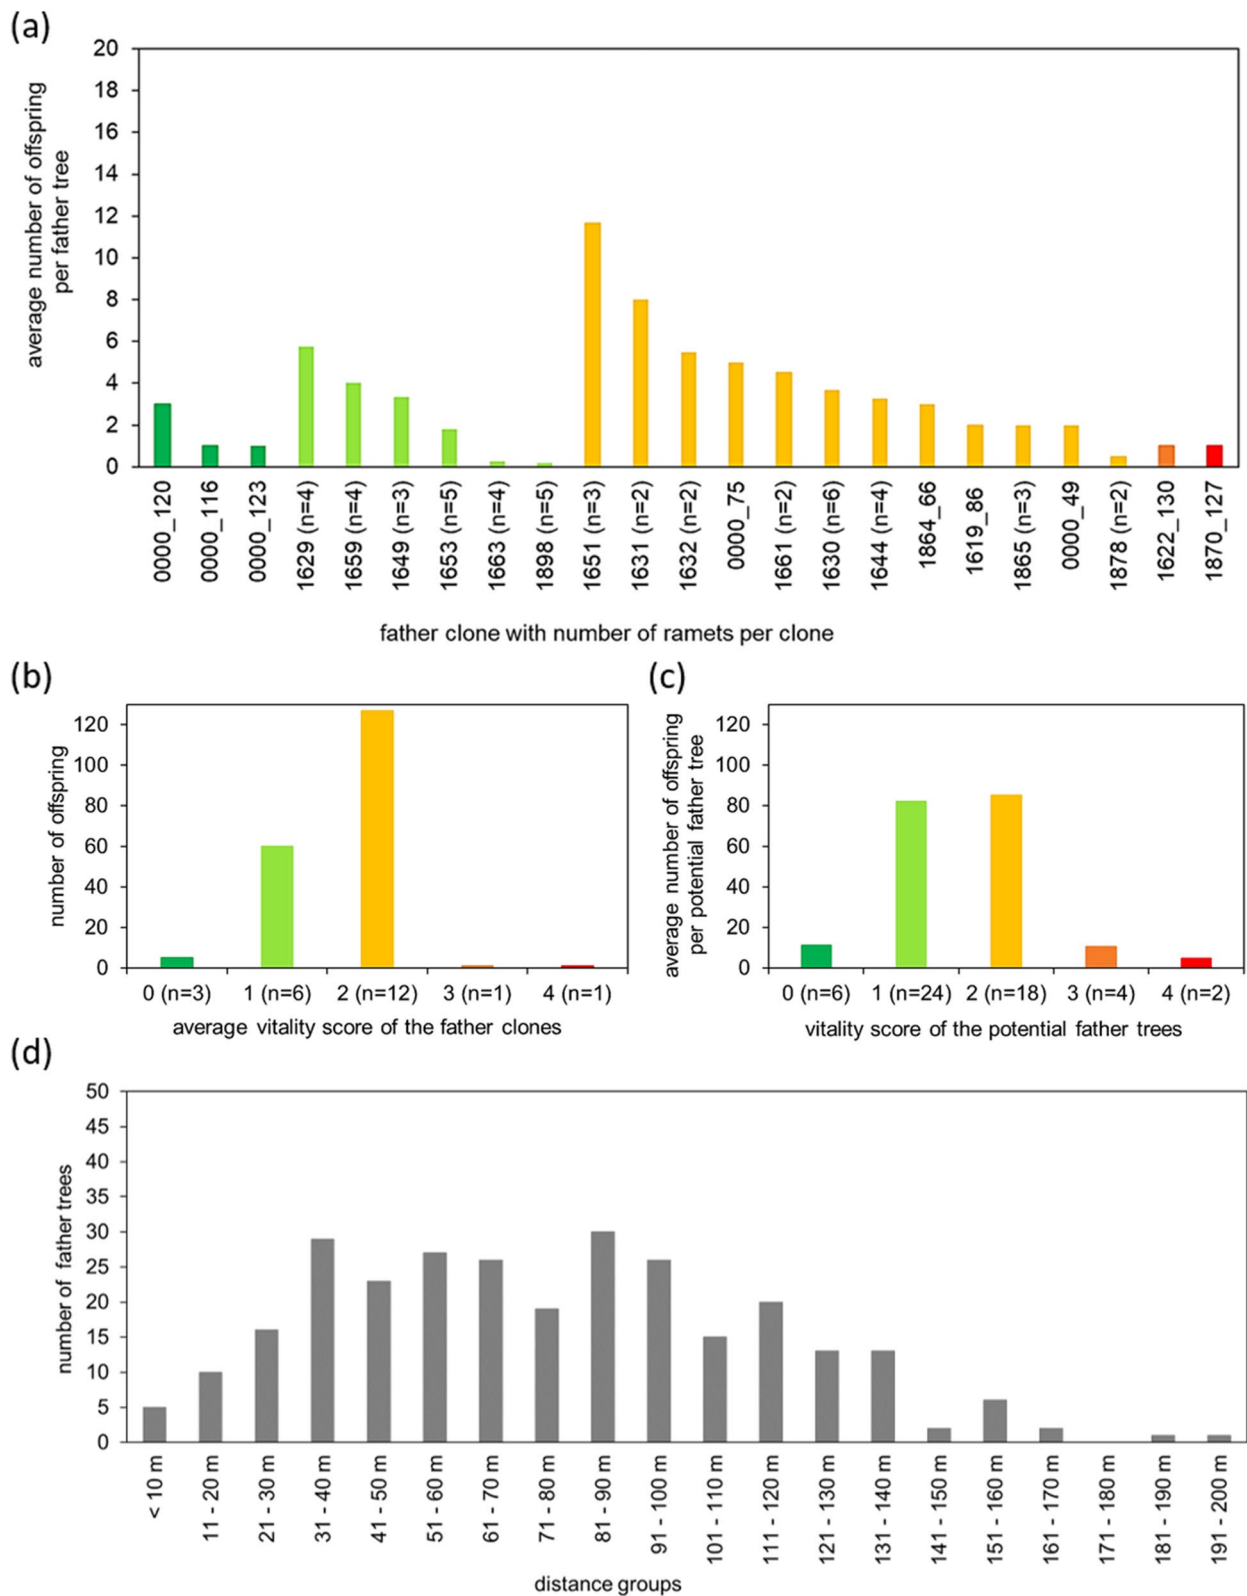 (a)
average number of offspring
per father tree
20
18
16
14
12
10
8
6
4
2
0
0000_120
0000_116
0000_123
1629 (n=4)
1659 (n=4)
1649 (n=3)
1653 (n=5)
1663 (n=4)
1898 (n=5)
1651 (n=3)
1631 (n=2)
1632 (n=2)
0000_75
1661 (n=2)
1630 (n=6)
1644 (n=4)
1864_66
1619_86
1865 (n=3)
0000_49
1878 (n=2)
1622_130
1870_127
father clone with number of ramets per clone
(b)
number of offspring
120
100
80
60
40
20
0
0 (n=3)
1 (n=6)
2 (n=12)
3 (n=1)
4 (n=1)
average vitality score of the father clones
(c)
average number of offspring
per potential father tree
120
100
80
60
40
20
0
0 (n=6)
1 (n=24)
2 (n=18)
3 (n=4)
4 (n=2)
vitality score of the potential father trees
(d)
number of father trees
50
45
40
35
30
25
20
15
10
5
0
< 10 m
11 - 20 m
21 - 30 m
31 - 40 m
41 - 50 m
51 - 60 m
61 - 70 m
71 - 80 m
81 - 90 m
91 - 100 m
101 - 110 m
111 - 120 m
121 - 130 m
131 - 140 m
141 - 150 m
151 - 160 m
161 - 170 m
171 - 180 m
181 - 190 m
191 - 200 m
distance groups